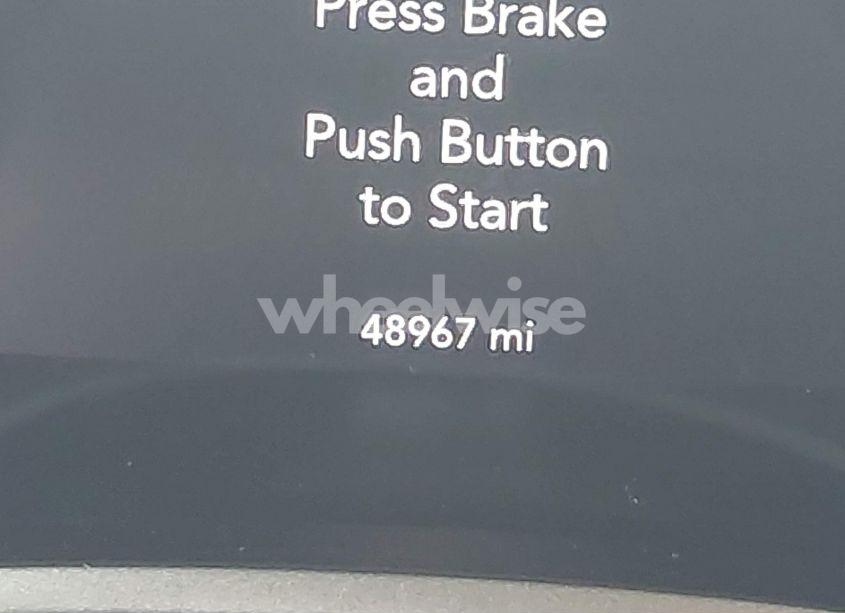 Press Brake
and
Push Button
to Start
wheelwise
48967 mi